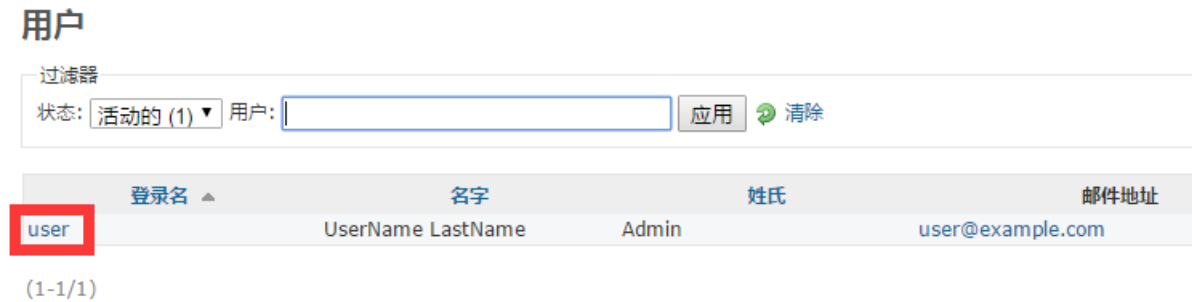 用户
过滤器
状态: 活动的 (1) 用户: 应用 清除
登录名 名字 姓氏 邮件地址
user UserName LastName Admin user@example.com
(1-1/1)